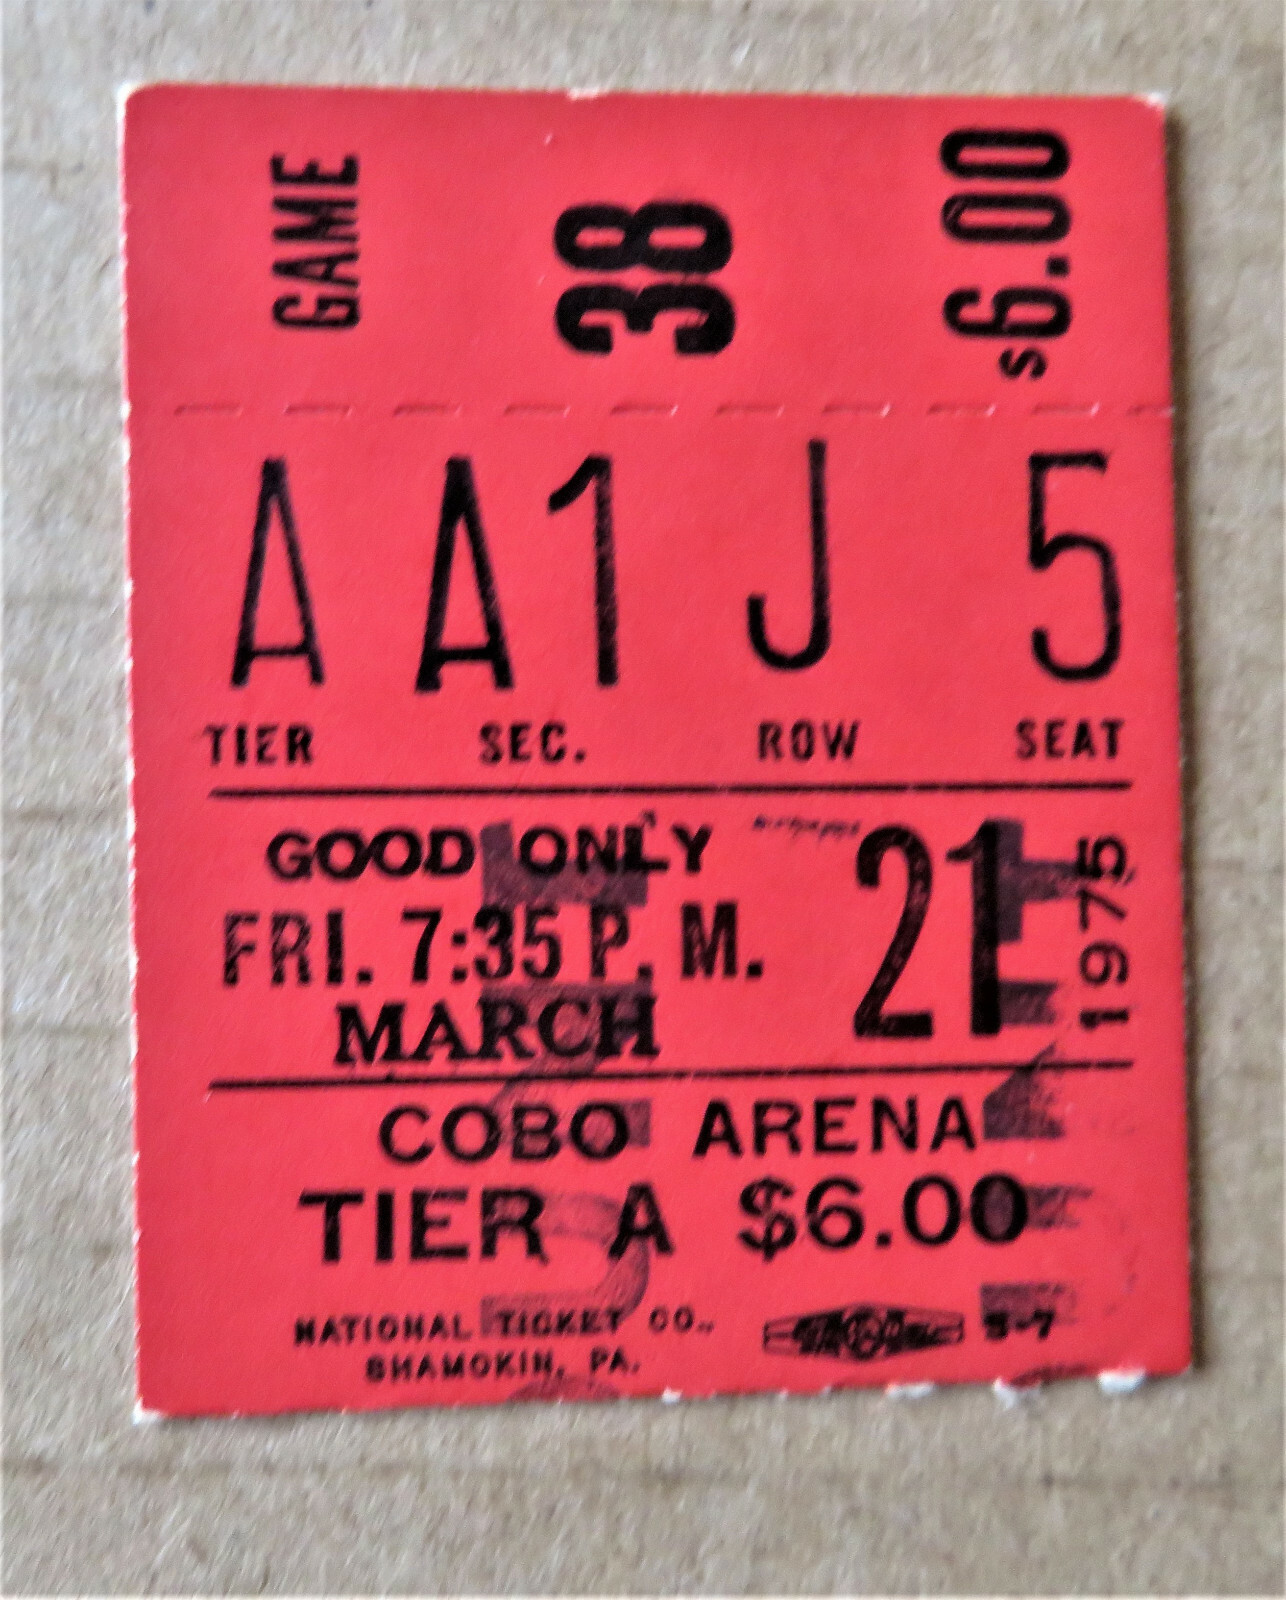 GAME 38 $6.00
A A1 J 5
TIER SEC. ROW SEAT
GOOD ONLY
FRI. 7:35 P. M.
MARCH
21
1975
COBO ARENA
TIER A $6.00
NATIONAL TICKET CO.,
SHAMOKIN, PA.